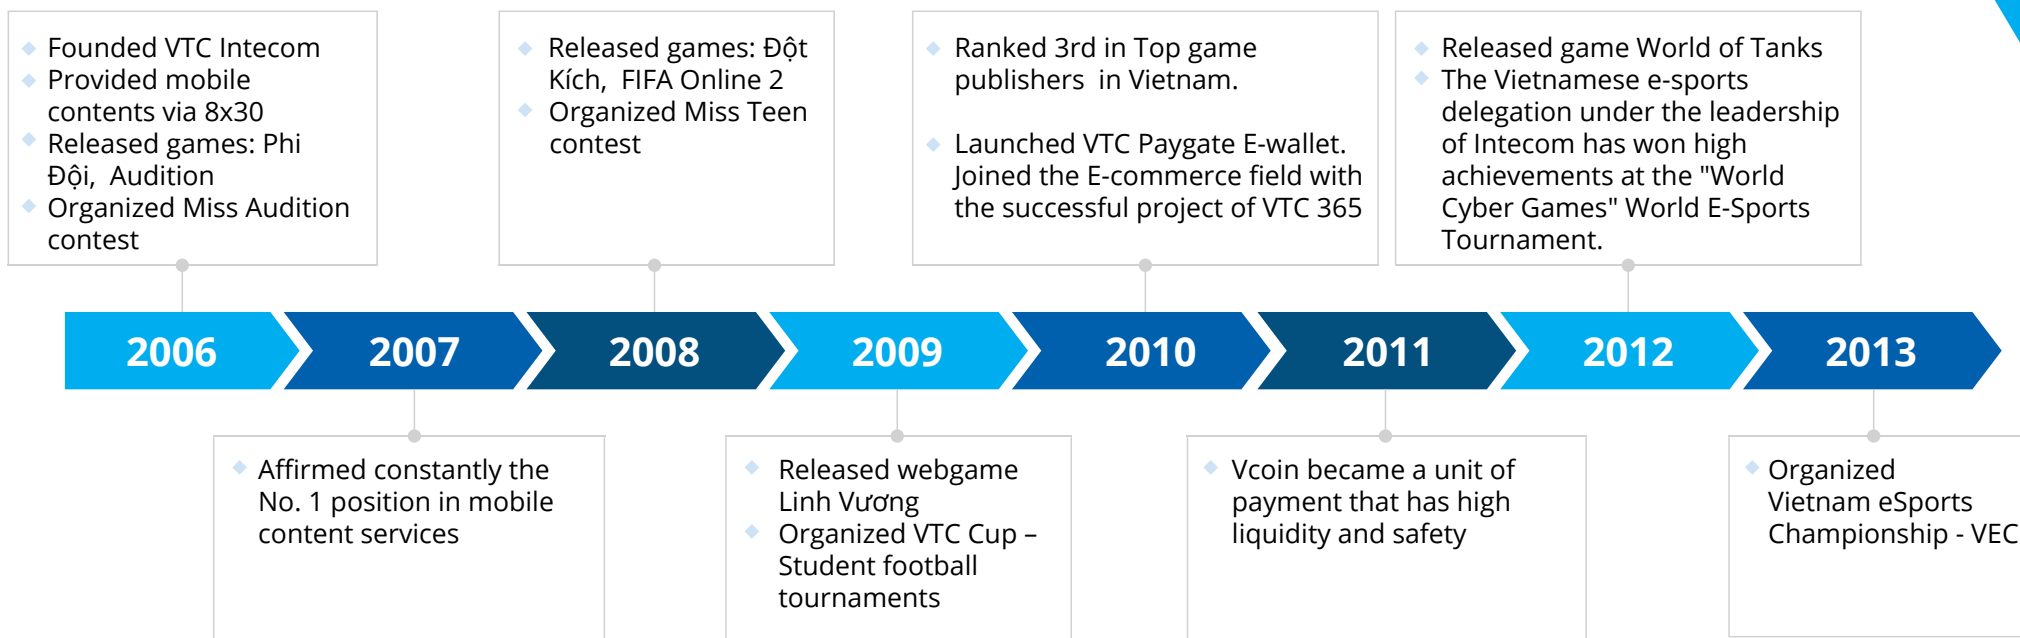 Founded VTC Intecom
Provided mobile
contents via 8x30
Released games: Phi
Đội, Audition
Organized Miss Audition
contest
Released games: Đột
Kích, FIFA Online 2
Organized Miss Teen
contest
Ranked 3rd in Top game
publishers in Vietnam.
Launched VTC Paygate E-wallet.
Joined the E-commerce field with
the successful project of VTC 365
Released game World of Tanks
The Vietnamese e-sports
delegation under the leadership
of Intecom has won high
achievements at the "World
Cyber Games" World E-Sports
Tournament.
2006
2007
2008
2009
2010
2011
2012
2013
Affirmed constantly the
No. 1 position in mobile
content services
Released webgame
Linh Vương
Organized VTC Cup –
Student football
tournaments
Vcoin became a unit of
payment that has high
liquidity and safety
Organized
Vietnam eSports
Championship - VEC